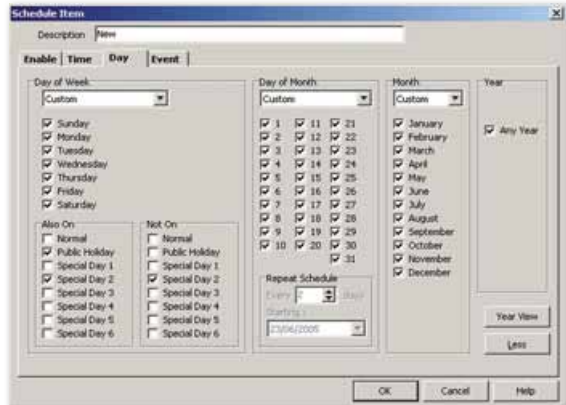 Schedule Item
Description New
Enable Time Day Event
Day of Week
Custom
Sunday
Monday
Tuesday
Wednesday
Thursday
Friday
Saturday
Also On
Normal
Public Holiday
Special Day 1
Special Day 2
Special Day 3
Special Day 4
Special Day 5
Special Day 6
Not On
Normal
Public Holiday
Special Day 1
Special Day 2
Special Day 3
Special Day 4
Special Day 5
Special Day 6
Day of Month
Custom
1 11 21
2 12 22
3 13 23
4 14 24
5 15 25
6 16 26
7 17 27
8 18 28
9 19 29
10 20 30
31
Repeat Schedule
Every 2 days
Starting :
23/06/2005
Month
Custom
January
February
March
April
May
June
July
August
September
October
November
December
Year
Any Year
Year View
Less
OK Cancel Help